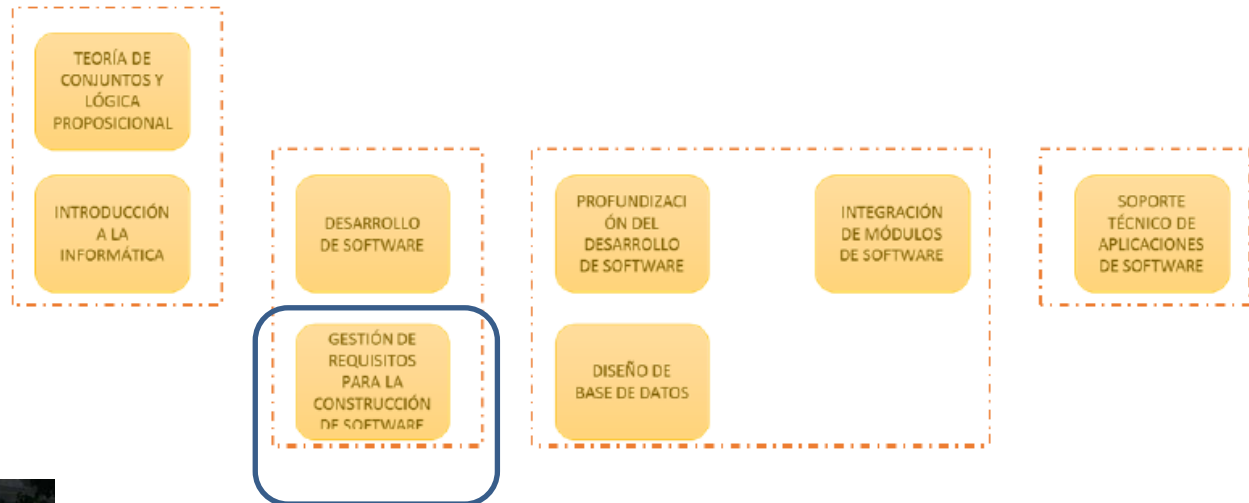 TEORÍA DE
CONJUNTOS Y
LÓGICA
PROPOSICIONAL
INTRODUCCIÓN
A LA
INFORMÁTICA
DESARROLLO
DE SOFTWARE
GESTIÓN DE
REQUISITOS
PARA LA
CONSTRUCCIÓN
DE SOFTWARE
PROFUNDIZACI
ÓN DEL
DESARROLLO
DE SOFTWARE
DISEÑO DE
BASE DE DATOS
INTEGRACIÓN
DE MÓDULOS
DE SOFTWARE
SOPORTE
TÉCNICO DE
APLICACIONES
DE SOFTWARE